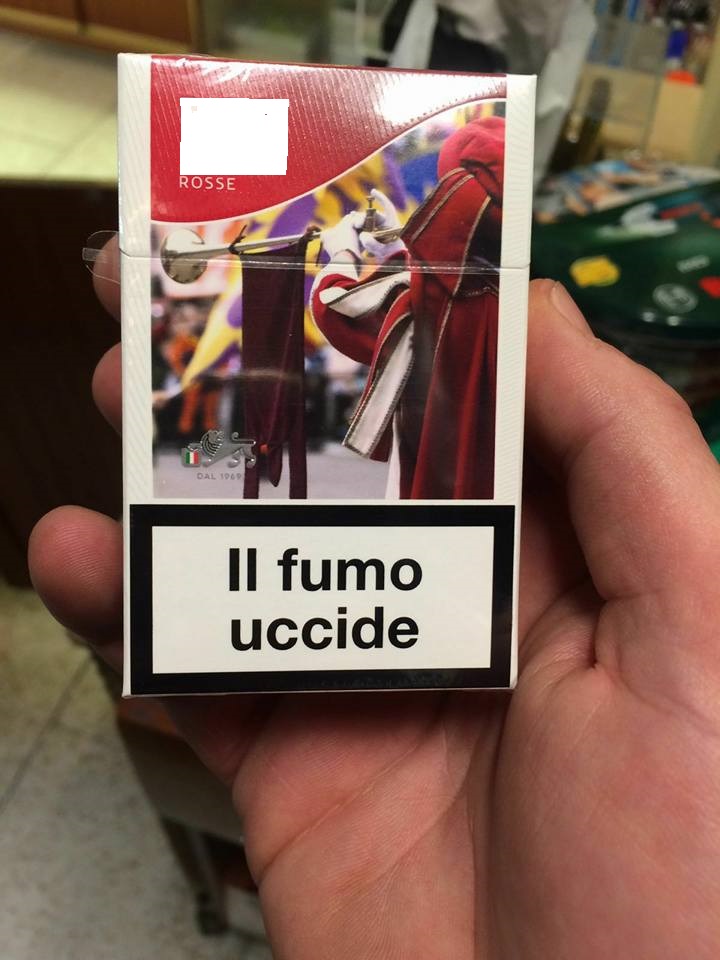 ROSSE
DAL 1969
Il fumo
uccide